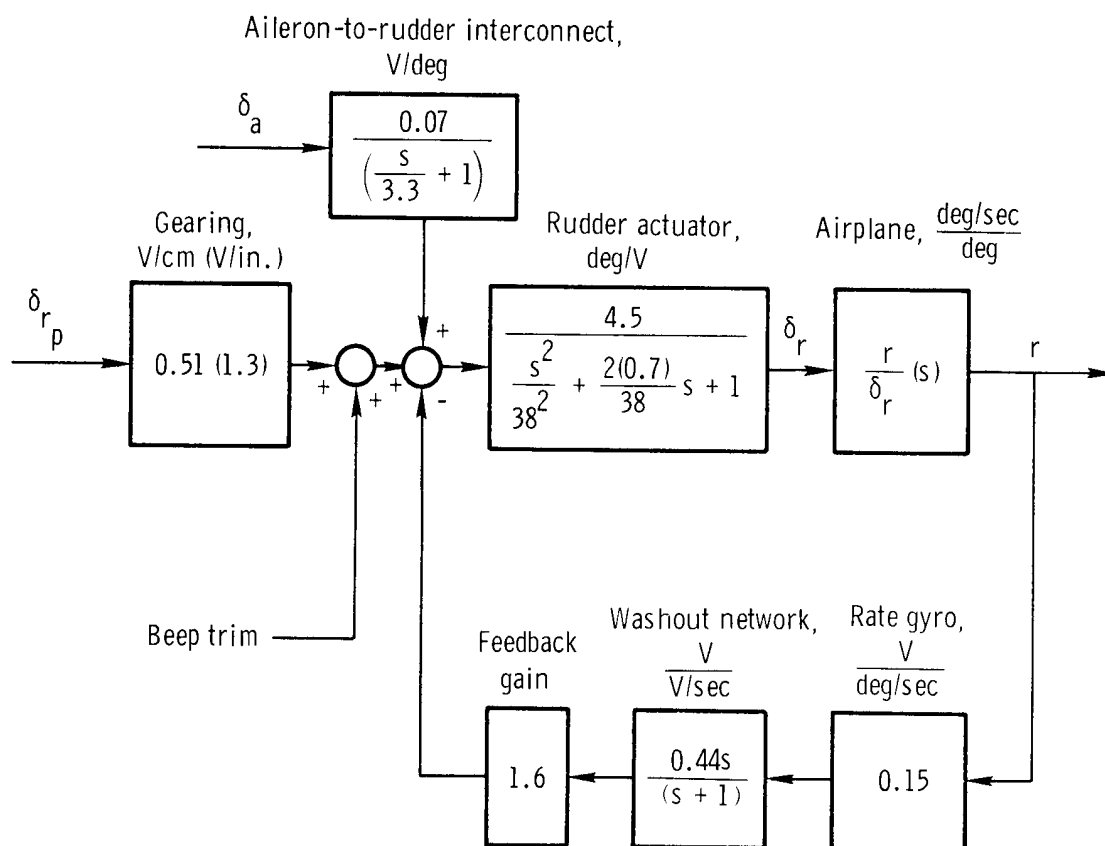 Aileron-to-rudder interconnect,
V/deg
δa
0.07
(s/3.3 + 1)
Gearing,
V/cm (V/in.)
Rudder actuator,
deg/V
Airplane, deg/sec
deg
δrp
0.51 (1.3)
+
+
+
+
-
4.5
s²/38² + 2(0.7)/38 s + 1
δr
r/δr (s)
r
Beep trim
Feedback
gain
Washout network,
V
V/sec
Rate gyro,
V
deg/sec
1.6
0.44s
(s + 1)
0.15